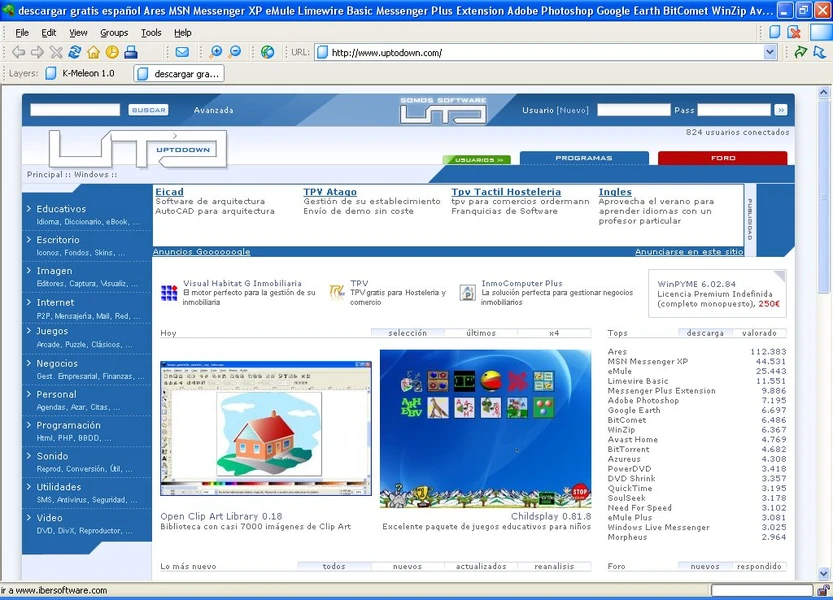 descargar gratis español Ares MSN Messenger XP eMule Limewire Basic Messenger Plus Extension Adobe Photoshop Google Earth BitComet WinZip Av...
File Edit View Groups Tools Help
URL: http://www.uptodown.com/
Layers: K-Meleon 1.0 descargar gra...
BUSCAR Avanzada SOMOS SOFTWARE Usuario [Nuevo] Pass »
824 usuarios conectados
UPTODOWN
USUARIOS >> PROGRAMAS FORO
Principal :: Windows ::
Eicad
Software de arquitectura
AutoCAD para arquitectura
TPV Atago
Gestión de su establecimiento
Envío de demo sin coste
Tpv Tactil Hosteleria
tpv para comercios ordermann
Franquicias de Software
Ingles
Aprovecha el verano para
aprender idiomas con un
profesor particular
PUBLICIDAD
Anuncios Goooooogle
Anunciarse en este sitio
Educativos
Idioma, Diccionario, eBook, ...
Escritorio
Iconos, Fondos, Skins, ...
Imagen
Editores, Captura, Visualiz, ...
Internet
P2P, Mensajeria, Mail, Red, ...
Juegos
Arcade, Puzzle, Clásicos, ...
Negocios
Gest. Empresarial, Finanzas, ...
Personal
Agendas, Azar, Citas, ...
Programación
Html, PHP, BBDD, ...
Sonido
Reprod, Conversión, Útil, ...
Utilidades
SMS, Antivirus, Seguridad, ...
Video
DVD, DivX, Reproductor, ...
Visual Habitat G Inmobiliaria
El motor perfecto para la gestión de su
inmobiliaria
TPV
TPV gratis para Hosteleria y
comercio
InmoComputer Plus
La solución perfecta para gestionar negocios
inmobiliarios
WinPYME 6.02.84
Licencia Premium Indefinida
(completo monopuesto), 250€
Hoy selección últimos x4
Open Clip Art Library 0.18
Biblioteca con casi 7000 imágenes de Clip Art
STOP
Childsplay 0.81.8
Excelente paquete de juegos educativos para niños
Tops descarga valorado
Ares 112.383
MSN Messenger XP 44.531
eMule 25.443
Limewire Basic 11.551
Messenger Plus Extension 9.886
Adobe Photoshop 7.195
Google Earth 6.697
BitComet 6.486
WinZip 6.367
Avast Home 4.769
BitTorrent 4.682
Azureus 4.308
PowerDVD 3.418
DVD Shrink 3.357
QuickTime 3.195
SoulSeek 3.178
Need For Speed 3.102
eMule Plus 3.081
Windows Live Messenger 3.025
Morpheus 2.964
Lo más nuevo todos nuevos actualizados reanalisis
Foro nuevos respondido
ir a www.ibersoftware.com